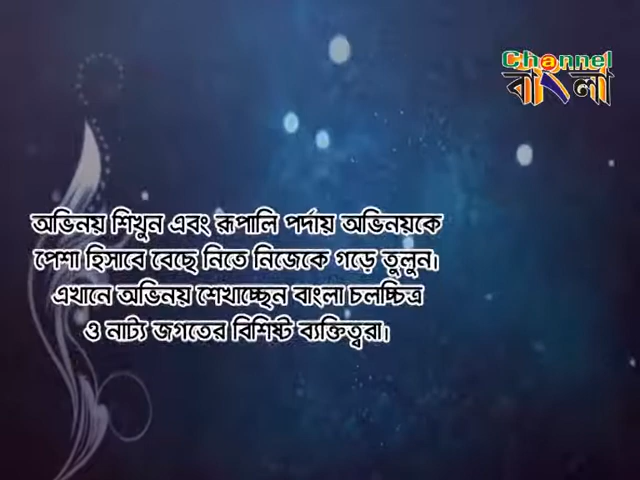 Channel
বাংলা
অভিনয় শিখুন এবং রূপালি পর্দায় অভিনয়কে
পেশা হিসাবে বেছে নিতে নিজেকে গড়ে তুলুন।
এখানে অভিনয় শেখাচ্ছেন বাংলা চলচ্চিত্র
ও নাট্য জগতের বিশিষ্ট ব্যক্তিত্বরা।